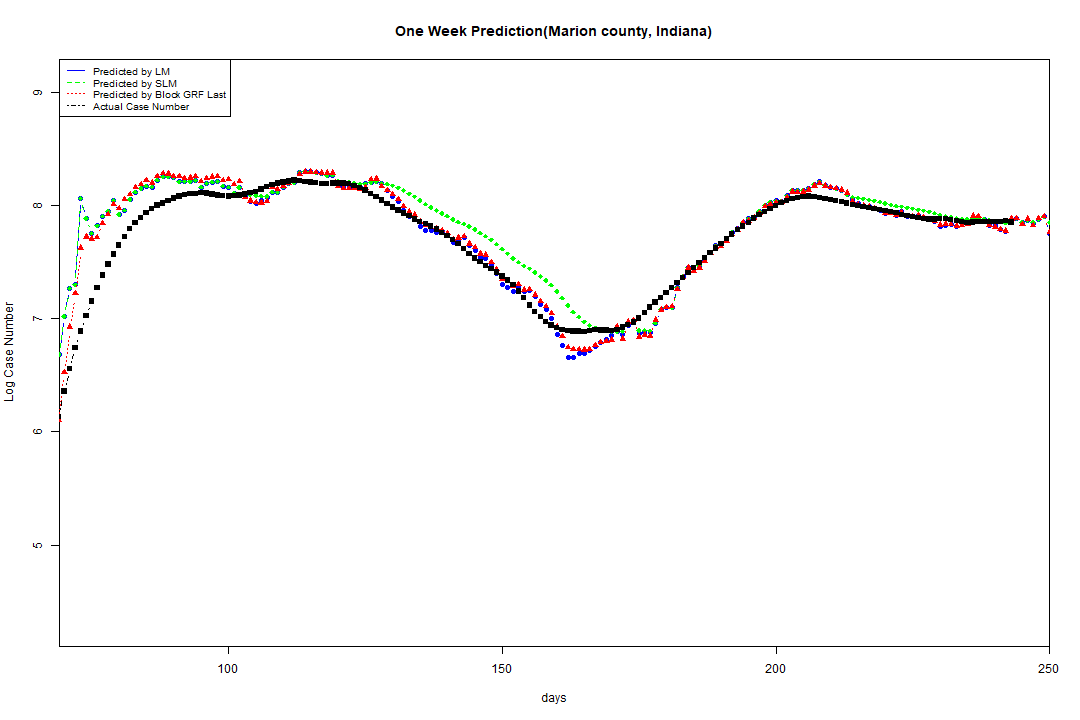 One Week Prediction(Marion county, Indiana)
Predicted by LM
Predicted by SLM
Predicted by Block GRF Last
Actual Case Number
9
8
7
6
5
Log Case Number
100
150
200
250
days